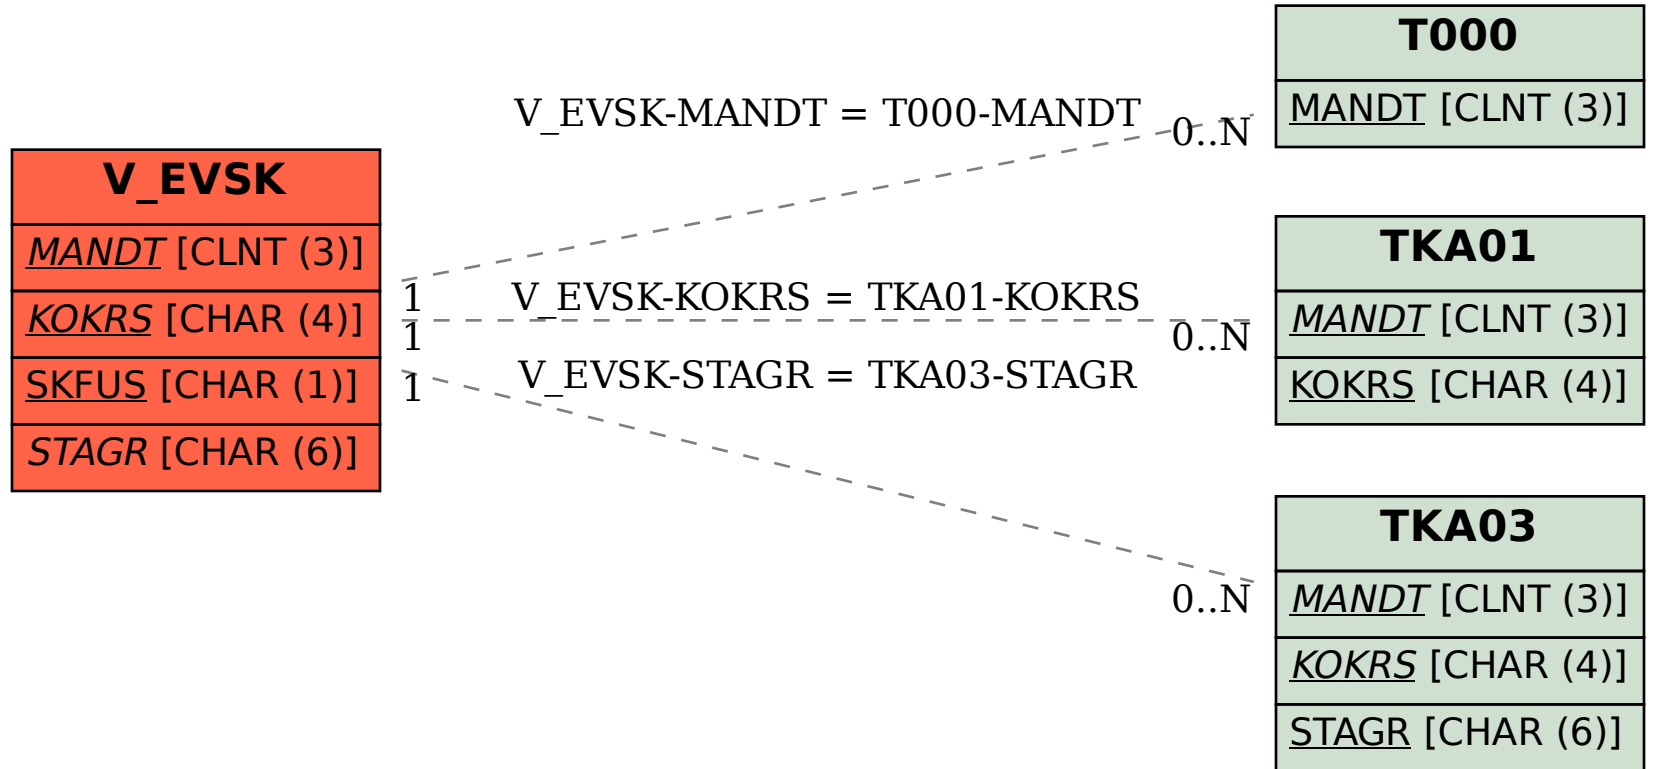 V_EVSK
MANDT [CLNT (3)]
KOKRS [CHAR (4)]
SKFUS [CHAR (1)]
STAGR [CHAR (6)]
V_EVSK-MANDT = T000-MANDT
0..N
1
V_EVSK-KOKRS = TKA01-KOKRS
1
0..N
V_EVSK-STAGR = TKA03-STAGR
1
0..N
T000
MANDT [CLNT (3)]
TKA01
MANDT [CLNT (3)]
KOKRS [CHAR (4)]
TKA03
MANDT [CLNT (3)]
KOKRS [CHAR (4)]
STAGR [CHAR (6)]